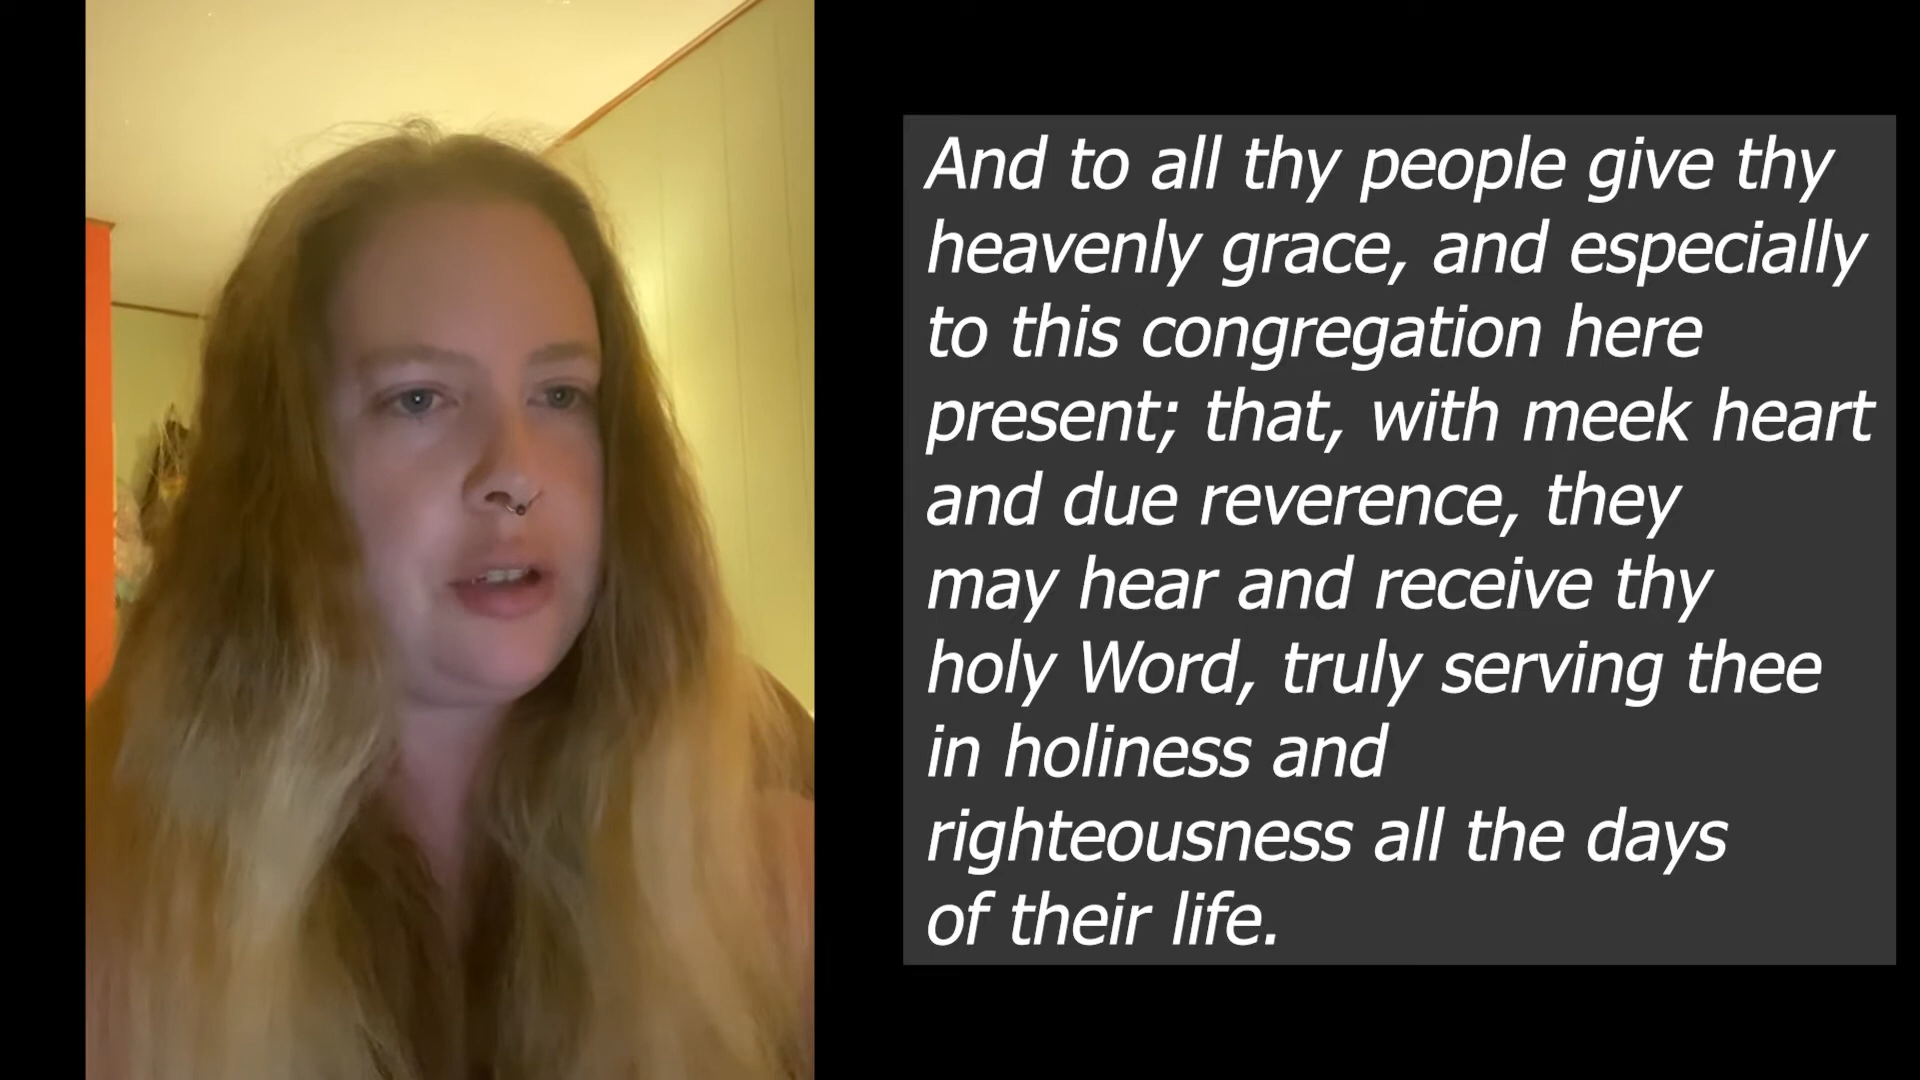 And to all thy people give thy
heavenly grace, and especially
to this congregation here
present; that, with meek heart
and due reverence, they
may hear and receive thy
holy Word, truly serving thee
in holiness and
righteousness all the days
of their life.